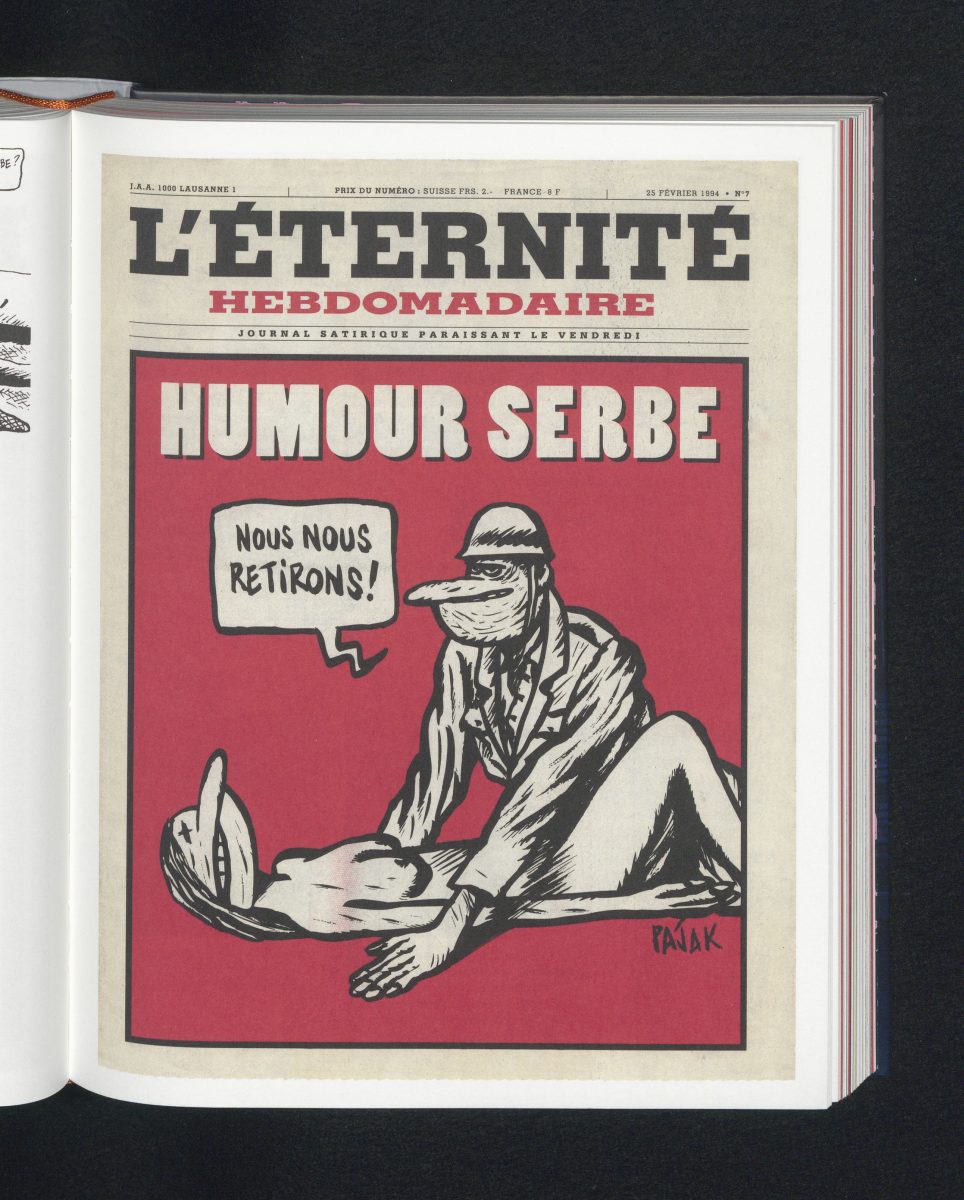 BE?
J.A.A. 1000 LAUSANNE 1
PRIX DU NUMÉRO : SUISSE FRS. 2.- FRANCE 8 F
25 FÉVRIER 1994 • N°7
L'ÉTERNITÉ
HEBDOMADAIRE
JOURNAL SATIRIQUE PARAISSANT LE VENDREDI
HUMOUR SERBE
NOUS NOUS
RETIRONS!
PAJAK